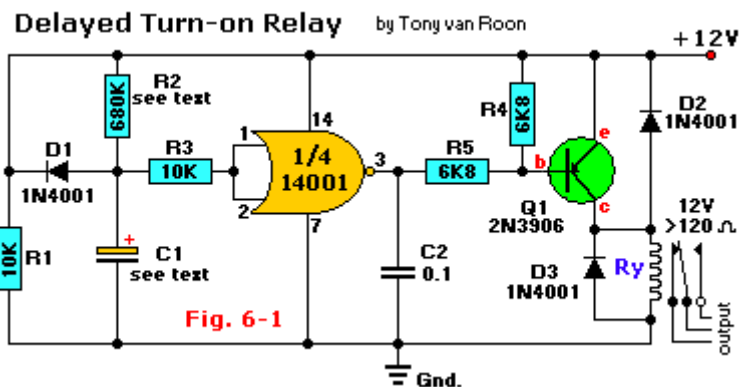 Delayed Turn-on Relay by Tony van Roon
+12V
R2
see text
680K
R4
6K8
D2
1N4001
D1
1N4001
R3
10K
1
2
14
1/4
14001
3
7
R5
6K8
b
e
c
Q1
2N3906
12V
>120 Ω
R1
10K
+
C1
see text
C2
0.1
D3
1N4001
Ry
output
Fig. 6-1
Gnd.